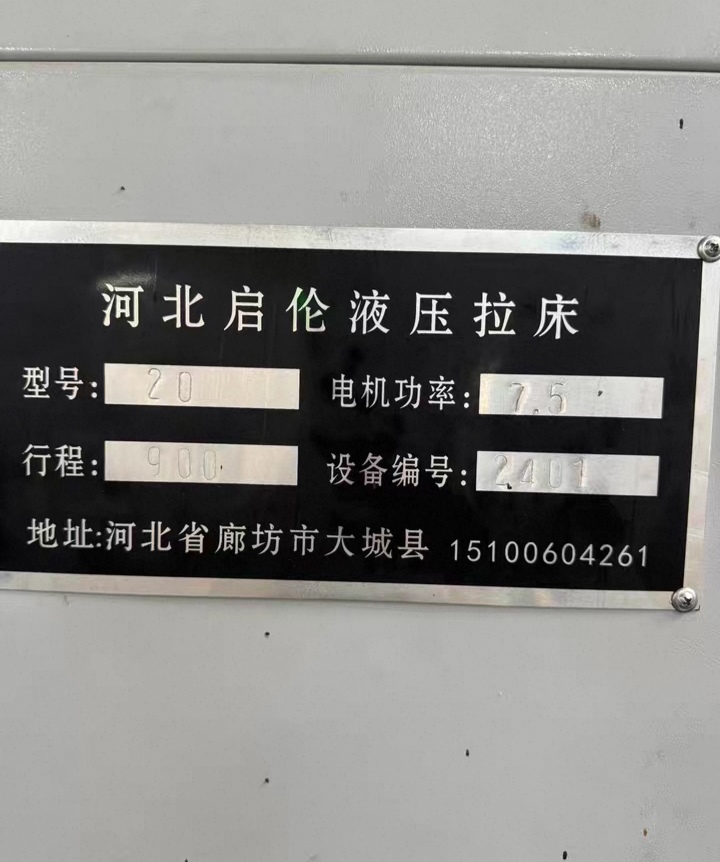 河北启伦液压拉床
型号: 20 电机功率: 7.5
行程: 900 设备编号: 2401
地址:河北省廊坊市大城县 15100604261